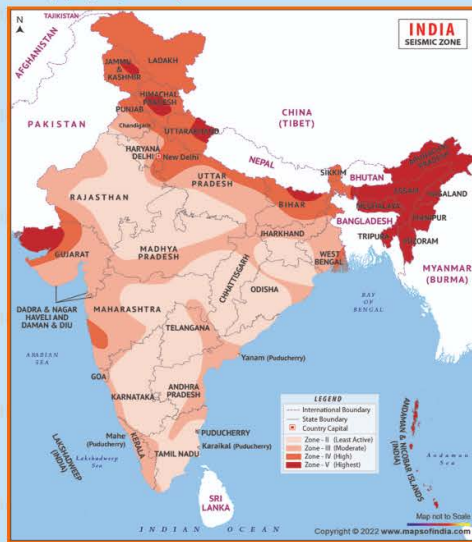 TAJIKISTAN
N
INDIA
SEISMIC ZONE
AFGHANISTAN
LADAKH
JAMMU
&
KASHMIR
HIMACHAL
PRADESH
CHINA
(TIBET)
PUNJAB
PAKISTAN
Chandigarh
UTTARAKHAND
HARYANA
DELHI
New Delhi
NEPAL
SIKKIM
BHUTAN
UTTAR
PRADESH
RAJASTHAN
NAGALAND
BIHAR
BANGLADESH
MANIPUR
JHARKHAND
TRIPURA
MIZORAM
GUJARAT
MADHYA
PRADESH
WEST
BENGAL
MYANMAR
(BURMA)
CHHATTISGARH
DADRA & NAGAR
HAVELI AND
DAMAN & DIU
MAHARASHTRA
ODISHA
BAY
OF
BENGAL
TELANGANA
ARABIAN
SEA
Yanam (Puducherry)
GOA
ANDHRA
PRADESH
KARNATAKA
LEGEND
International Boundary
State Boundary
Country Capital
Zone - II (Least Active)
Zone - III (Moderate)
Zone - IV (High)
Zone - V (Highest)
ANDAMAN & NICOBAR ISLANDS
(INDIA)
Andaman
Sea
Mahe
(Puducherry)
PUDUCHERRY
Karaikal (Puducherry)
LAKSHADWEEP
(INDIA)
Lakshadweep
Sea
KERALA
TAMIL NADU
SRI
LANKA
Map not to Scale
INDIAN OCEAN
Copyright © 2022 www.mapsofindia.com